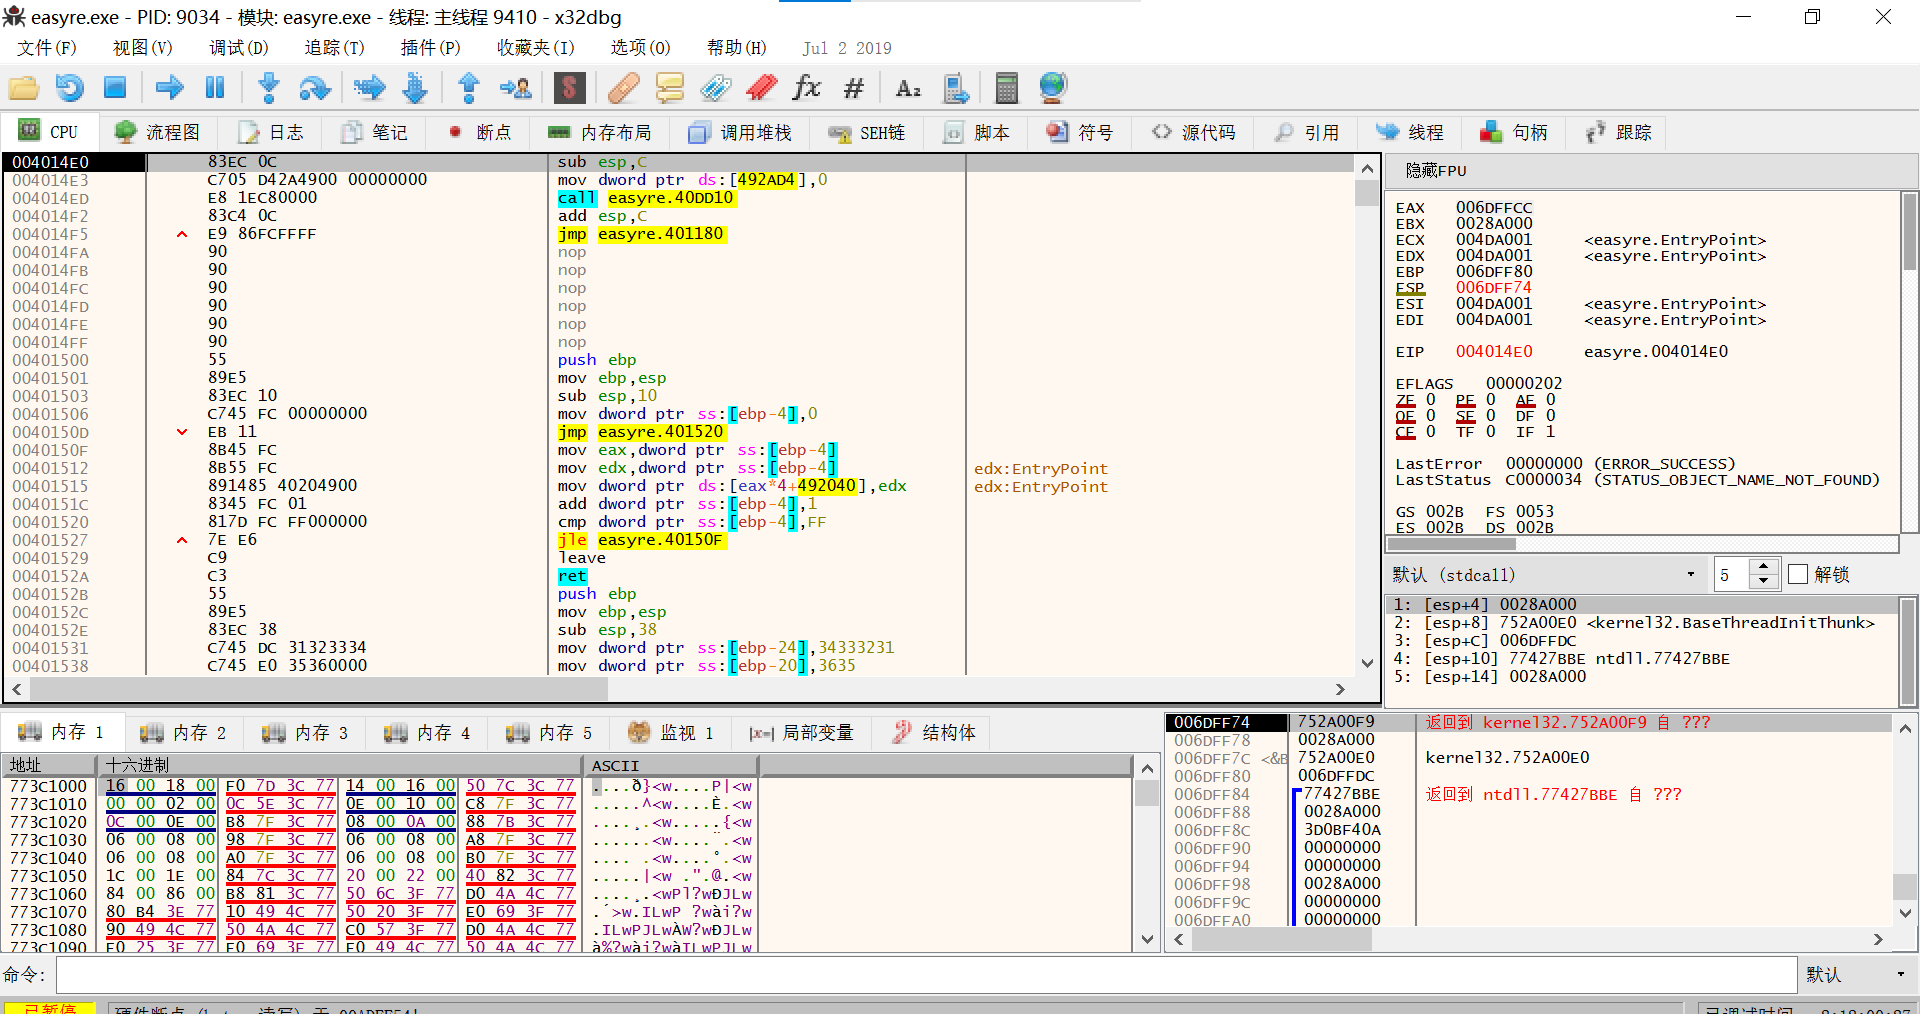 easyre.exe - PID: 9034 - 模块: easyre.exe - 线程: 主线程 9410 - x32dbg
文件(F) 视图(V) 调试(D) 追踪(T) 插件(P) 收藏夹(I) 选项(O) 帮助(H) Jul 2 2019
CPU 流程图 日志 笔记 断点 内存布局 调用堆栈 SEH链 脚本 符号 源代码 引用 线程 句柄 跟踪
004014E0 83EC 0C sub esp,C
004014E3 C705 D42A4900 00000000 mov dword ptr ds:[492AD4],0
004014ED E8 1EC80000 call easyre.40DD10
004014F2 83C4 0C add esp,C
004014F5 E9 86FCFFFF jmp easyre.401180
004014FA 90 nop
004014FB 90 nop
004014FC 90 nop
004014FD 90 nop
004014FE 90 nop
004014FF 90 nop
00401500 55 push ebp
00401501 89E5 mov ebp,esp
00401503 83EC 10 sub esp,10
00401506 C745 FC 00000000 mov dword ptr ss:[ebp-4],0
0040150D EB 11 jmp easyre.401520
0040150F 8B45 FC mov eax,dword ptr ss:[ebp-4]
00401512 8B55 FC mov edx,dword ptr ss:[ebp-4] edx:EntryPoint
00401515 891485 40204900 mov dword ptr ds:[eax*4+492040],edx edx:EntryPoint
0040151C 8345 FC 01 add dword ptr ss:[ebp-4],1
00401520 817D FC FF000000 cmp dword ptr ss:[ebp-4],FF
00401527 7E E6 jle easyre.40150F
00401529 C9 leave
0040152A C3 ret
0040152B 55 push ebp
0040152C 89E5 mov ebp,esp
0040152E 83EC 38 sub esp,38
00401531 C745 DC 31323334 mov dword ptr ss:[ebp-24],34333231
00401538 C745 E0 35360000 mov dword ptr ss:[ebp-20],3635
隐藏FPU
EAX 006DFFCC
EBX 0028A000
ECX 004DA001 <easyre.EntryPoint>
EDX 004DA001 <easyre.EntryPoint>
EBP 006DFF80
ESP 006DFF74
ESI 004DA001 <easyre.EntryPoint>
EDI 004DA001 <easyre.EntryPoint>
EIP 004014E0 easyre.004014E0
EFLAGS 00000202
ZF 0 PF 0 AF 0
OF 0 SF 0 DF 0
CF 0 TF 0 IF 1
LastError 00000000 (ERROR_SUCCESS)
LastStatus C0000034 (STATUS_OBJECT_NAME_NOT_FOUND)
GS 002B FS 0053
ES 002B DS 002B
默认 (stdcall) 5 解锁
1: [esp+4] 0028A000
2: [esp+8] 752A00E0 <kernel32.BaseThreadInitThunk>
3: [esp+C] 006DFFDC
4: [esp+10] 77427BBE ntdll.77427BBE
5: [esp+14] 0028A000
内存 1 内存 2 内存 3 内存 4 内存 5 监视 1 局部变量 结构体
地址 十六进制 ASCII
773C1000 16 00 18 00 F0 7D 3C 77 14 00 16 00 50 7C 3C 77 ....ð}<w....P|<w
773C1010 00 00 02 00 0C 5E 3C 77 0E 00 10 00 C8 7F 3C 77 .....^<w....È.<w
773C1020 0C 00 0E 00 B8 7F 3C 77 08 00 0A 00 88 7B 3C 77 ....¸.<w.....{<w
773C1030 06 00 08 00 98 7F 3C 77 06 00 08 00 A8 7F 3C 77 ......<w....¨.<w
773C1040 06 00 08 00 A0 7F 3C 77 06 00 08 00 B0 7F 3C 77 .... .<w....°.<w
773C1050 1C 00 1E 00 84 7C 3C 77 20 00 22 00 40 82 3C 77 .....|<w .".@.<w
773C1060 84 00 86 00 B8 81 3C 77 50 6C 3F 77 D0 4A 4C 77 ....¸.<wPl?wÐJLw
773C1070 80 B4 3E 77 10 49 4C 77 50 20 3F 77 E0 69 3F 77 .´>w.ILwP ?wài?w
773C1080 90 49 4C 77 50 4A 4C 77 C0 57 3F 77 D0 4A 4C 77 .ILwPJLwÀW?wÐJLw
773C1090 E0 25 3F 77 E0 69 3F 77 E0 49 4C 77 50 4A 4C 77 à%?wài?wàILwPJLw
006DFF74 752A00F9 返回到 kernel32.752A00F9 自 ???
006DFF78 0028A000
006DFF7C <&B 752A00E0 kernel32.752A00E0
006DFF80 006DFFDC
006DFF84 77427BBE 返回到 ntdll.77427BBE 自 ???
006DFF88 0028A000
006DFF8C 3D0BF40A
006DFF90 00000000
006DFF94 00000000
006DFF98 0028A000
006DFF9C 00000000
006DFFA0 00000000
命令: 默认
已暂停